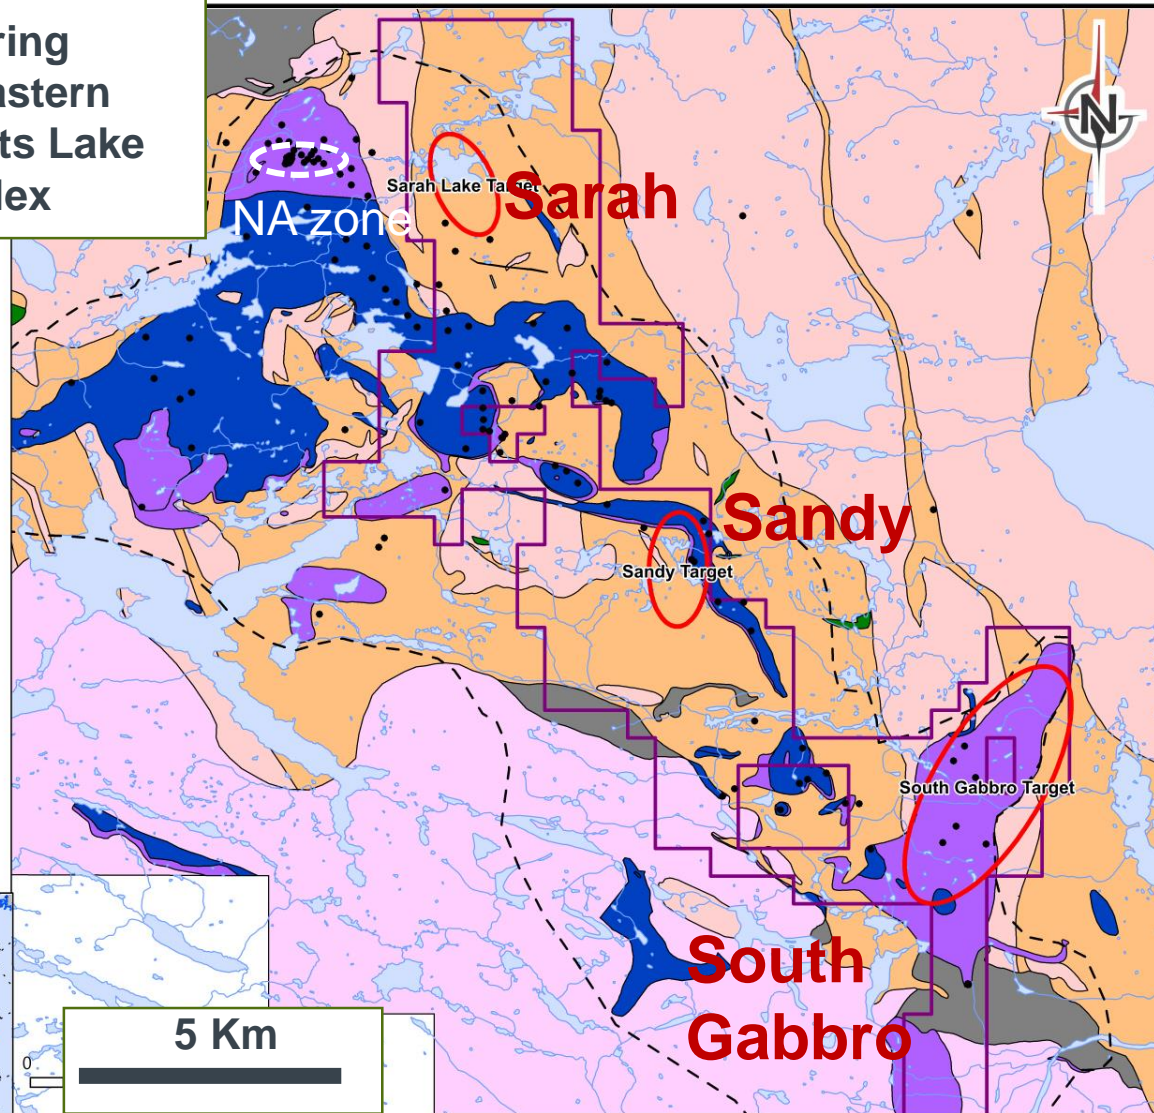 ring
astern
ts Lake
lex
N
Sarah Lake Target
Sarah
NA zone
Sandy
Sandy Target
South Gabbro Target
South
Gabbro
5 Km
0